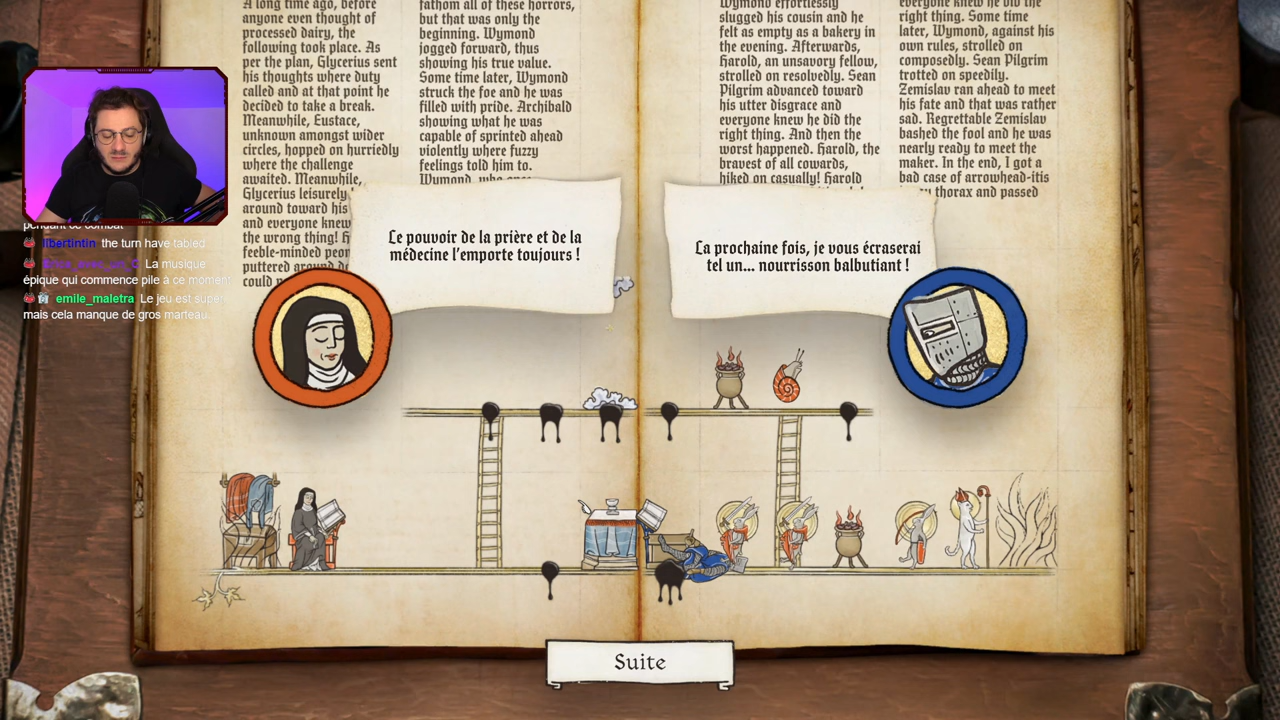 A long time ago, before
anyone even thought of
processed dairy, the
following took place. As
per the plan, Glycerius sent
his thoughts where duty
called and at that point he
decided to take a break.
Meanwhile, Eustace,
unknown amongst wider
circles, hopped on hurriedly
where the challenge
awaited. Meanwhile,
Glycerius leisurely
around toward his
and everyone knew
the wrong thing! H
feeble-minded peon
puttered around de
could
fathom all of these horrors,
but that was only the
beginning. Wymond
jogged forward, thus
showing his true value.
Some time later, Wymond
struck the foe and he was
filled with pride. Archibald
showing what he was
capable of sprinted ahead
violently where fuzzy
feelings told him to.
Wymond, who
Wymond effortlessly
slugged his cousin and he
felt as empty as a bakery in
the evening. Afterwards,
Harold, an unsavory fellow,
strolled on resolvedly. Sean
Pilgrim advanced toward
his utter disgrace and
everyone knew he did the
right thing. And then the
worst happened. Harold, the
bravest of all cowards,
hiked on casually! Harold
everyone knew he did the
right thing. Some time
later, Wymond, against his
own rules, strolled on
composedly. Sean Pilgrim
trotted on speedily.
Zemislav ran ahead to meet
his fate and that was rather
sad. Regrettable Zemislav
bashed the fool and he was
nearly ready to meet the
maker. In the end, I got a
bad case of arrowhead-itis
thorax and passed
pendant ce combat
libertintin the turn have tabled
La musique
épique qui commence pile à ce moment
emile_maletra Le jeu est super
mais cela manque de gros marteau.
Le pouvoir de la prière et de la
médecine l'emporte toujours !
La prochaine fois, je vous écraserai
tel un... nourrisson balbutiant !
Suite